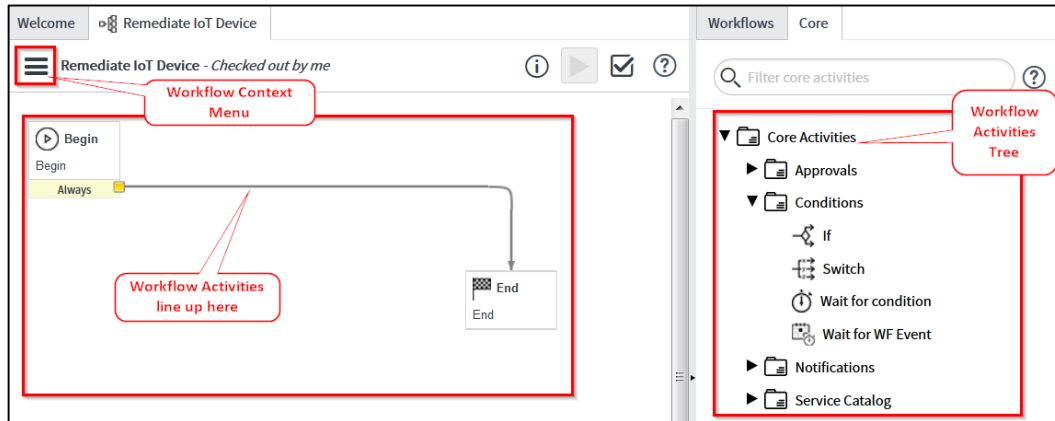 Welcome
Remediate IoT Device
Workflows
Core
Remediate IoT Device - Checked out by me
Filter core activities
Workflow Context
Menu
Begin
Begin
Always
Workflow Activities
line up here
End
End
Workflow
Activities
Tree
Core Activities
Approvals
Conditions
If
Switch
Wait for condition
Wait for WF Event
Notifications
Service Catalog